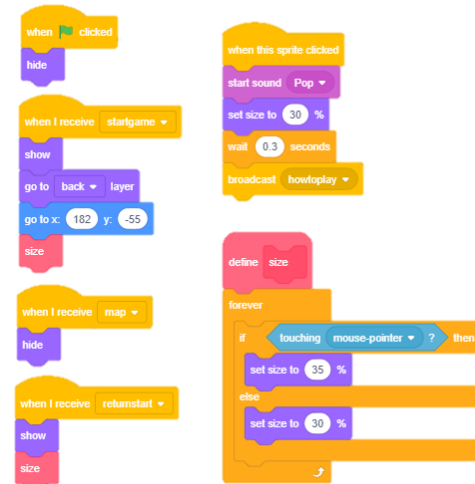 when clicked
hide
when I receive startgame
show
go to back layer
go to x: 182 y: -55
size
when I receive map
hide
when I receive returnstart
show
size
when this sprite clicked
start sound Pop
set size to 30 %
wait 0.3 seconds
broadcast howtoplay
define size
forever
if touching mouse-pointer ? then
set size to 35 %
else
set size to 30 %